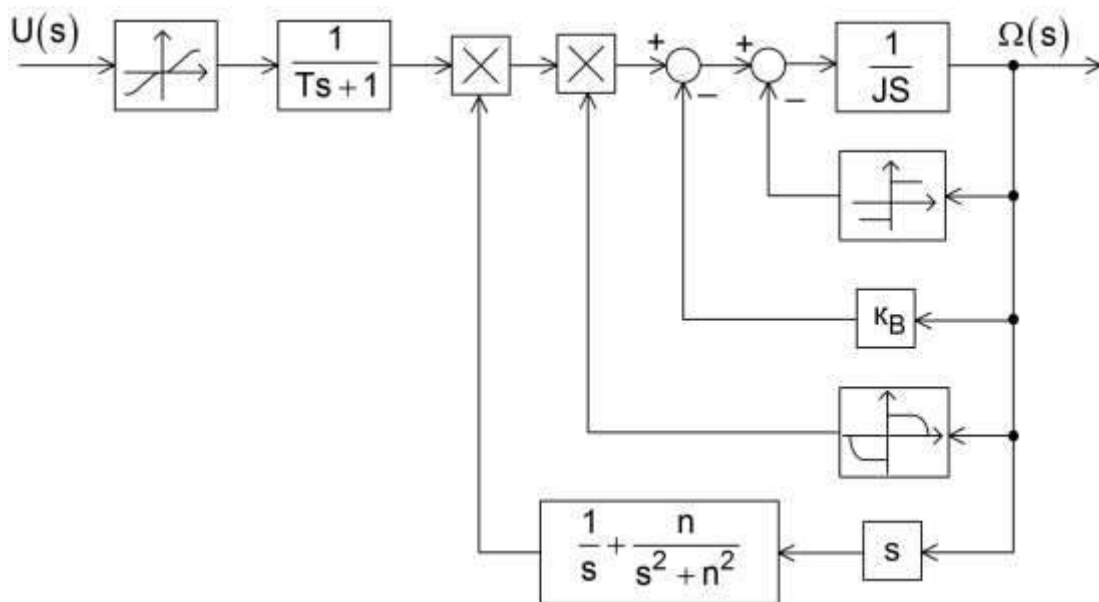 U(s)
1
Ts + 1
+
−
+
−
1
JS
Ω(s)
κ_B
1/s + n/(s² + n²)
s